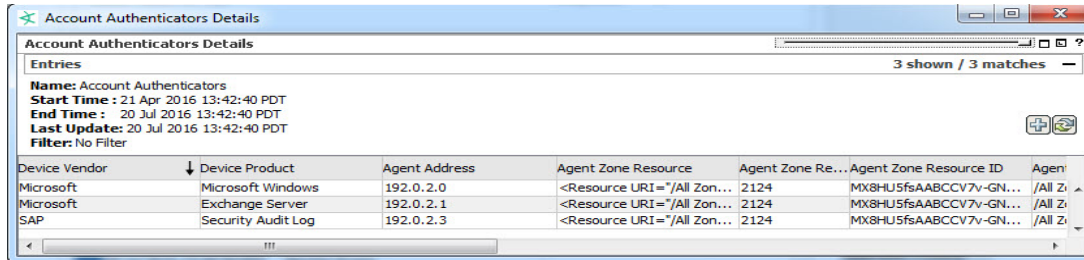 Account Authenticators Details
Account Authenticators Details ?
Entries 3 shown / 3 matches
Name: Account Authenticators
Start Time : 21 Apr 2016 13:42:40 PDT
End Time : 20 Jul 2016 13:42:40 PDT
Last Update: 20 Jul 2016 13:42:40 PDT
Filter: No Filter
Device Vendor Device Product Agent Address Agent Zone Resource Agent Zone Re... Agent Zone Resource ID Agen
Microsoft Microsoft Windows 192.0.2.0 <Resource URI="/All Zon... 2124 MX8HU5fsAABCCV7v-GN... /All Z
Microsoft Exchange Server 192.0.2.1 <Resource URI="/All Zon... 2124 MX8HU5fsAABCCV7v-GN... /All Z
SAP Security Audit Log 192.0.2.3 <Resource URI="/All Zon... 2124 MX8HU5fsAABCCV7v-GN... /All Z